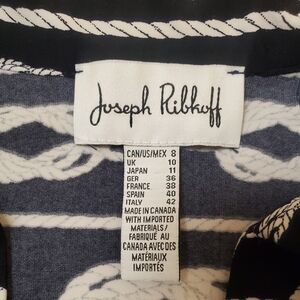 Joseph Ribkoff
CAN/US/MEX 8
UK 10
JAPAN 11
GER 36
FRANCE 38
SPAIN 40
ITALY 42
MADE IN CANADA
WITH IMPORTED
MATERIALS/
FABRIQUÉ AU
CANADA AVEC DES
MATÉRIAUX
IMPORTÉS